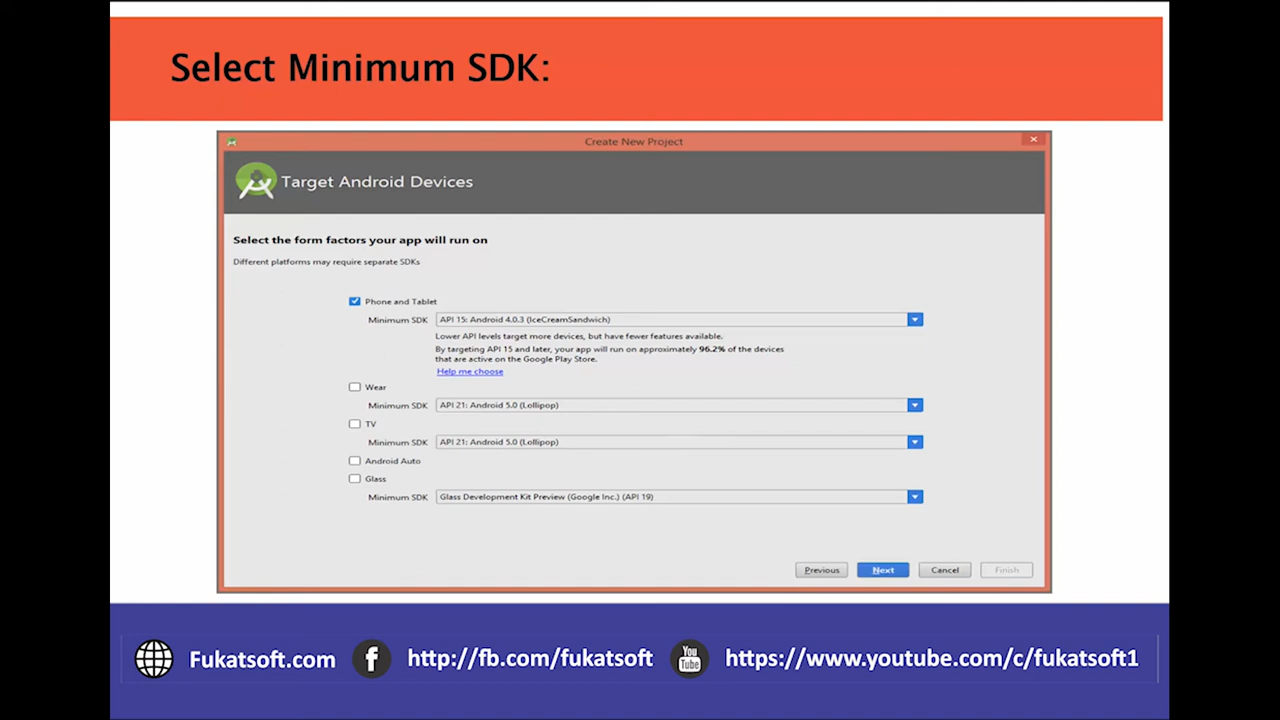 Select Minimum SDK:
Create New Project
Target Android Devices
Select the form factors your app will run on
Different platforms may require separate SDKs
Phone and Tablet
Minimum SDK API 15: Android 4.0.3 (IceCreamSandwich)
Lower API levels target more devices, but have fewer features available.
By targeting API 15 and later, your app will run on approximately 96.2% of the devices
that are active on the Google Play Store.
Help me choose
Wear
Minimum SDK API 21: Android 5.0 (Lollipop)
TV
Minimum SDK API 21: Android 5.0 (Lollipop)
Android Auto
Glass
Minimum SDK Glass Development Kit Preview (Google Inc.) (API 19)
Previous Next Cancel Finish
Fukatsoft.com http://fb.com/fukatsoft You Tube https://www.youtube.com/c/fukatsoft1